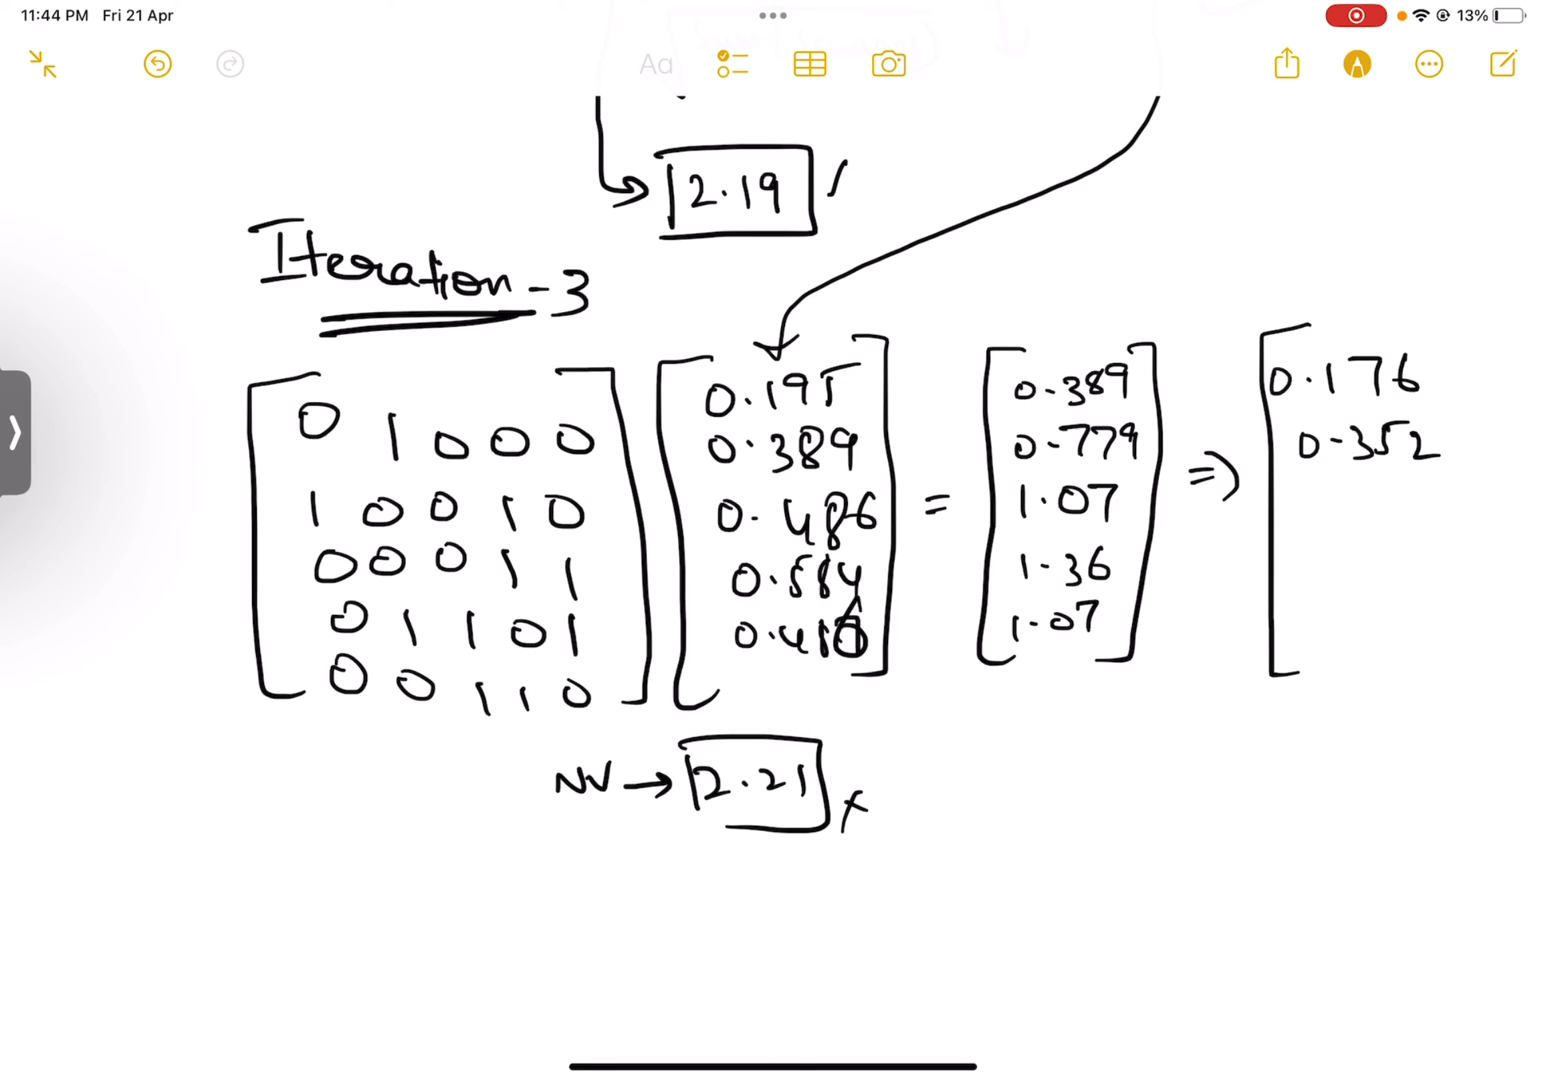 11:44 PM Fri 21 Apr
13%
Aa
2.19
Iteration-3
0 1 0 0 0
1 0 0 1 0
0 0 0 1 1
0 1 1 0 1
0 0 1 1 0
0.195
0.389
0.486
0.584
=
0.389
0.779
1.07
1.36
1.07
=>
0.176
0.352
NV → 2.21